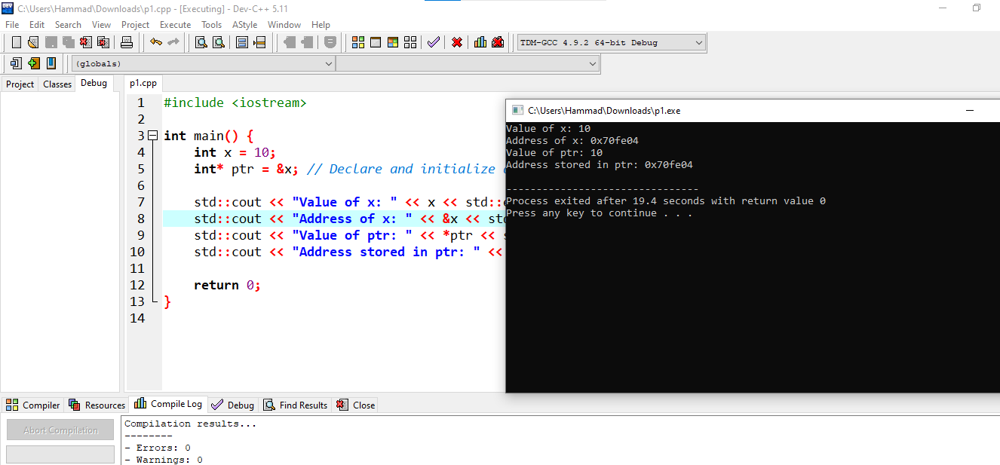 C:\Users\Hammad\Downloads\p1.cpp - [Executing] - Dev-C++ 5.11
File Edit Search View Project Execute Tools AStyle Window Help
TDM-GCC 4.9.2 64-bit Debug
(globals)
Project Classes Debug p1.cpp
1 #include <iostream>
2
3 int main() {
4 int x = 10;
5 int* ptr = &x; // Declare and initialize
6
7 std::cout << "Value of x: " << x << std::
8 std::cout << "Address of x: " << &x <<
9 std::cout << "Value of ptr: " << *ptr <<
10 std::cout << "Address stored in ptr: " <<
11
12 return 0;
13 }
14
C:\Users\Hammad\Downloads\p1.exe
Value of x: 10
Address of x: 0x70fe04
Value of ptr: 10
Address stored in ptr: 0x70fe04
--------------------------------
Process exited after 19.4 seconds with return value 0
Press any key to continue . . .
Compiler Resources Compile Log Debug Find Results Close
Abort Compilation
Compilation results...
--------
- Errors: 0
- Warnings: 0